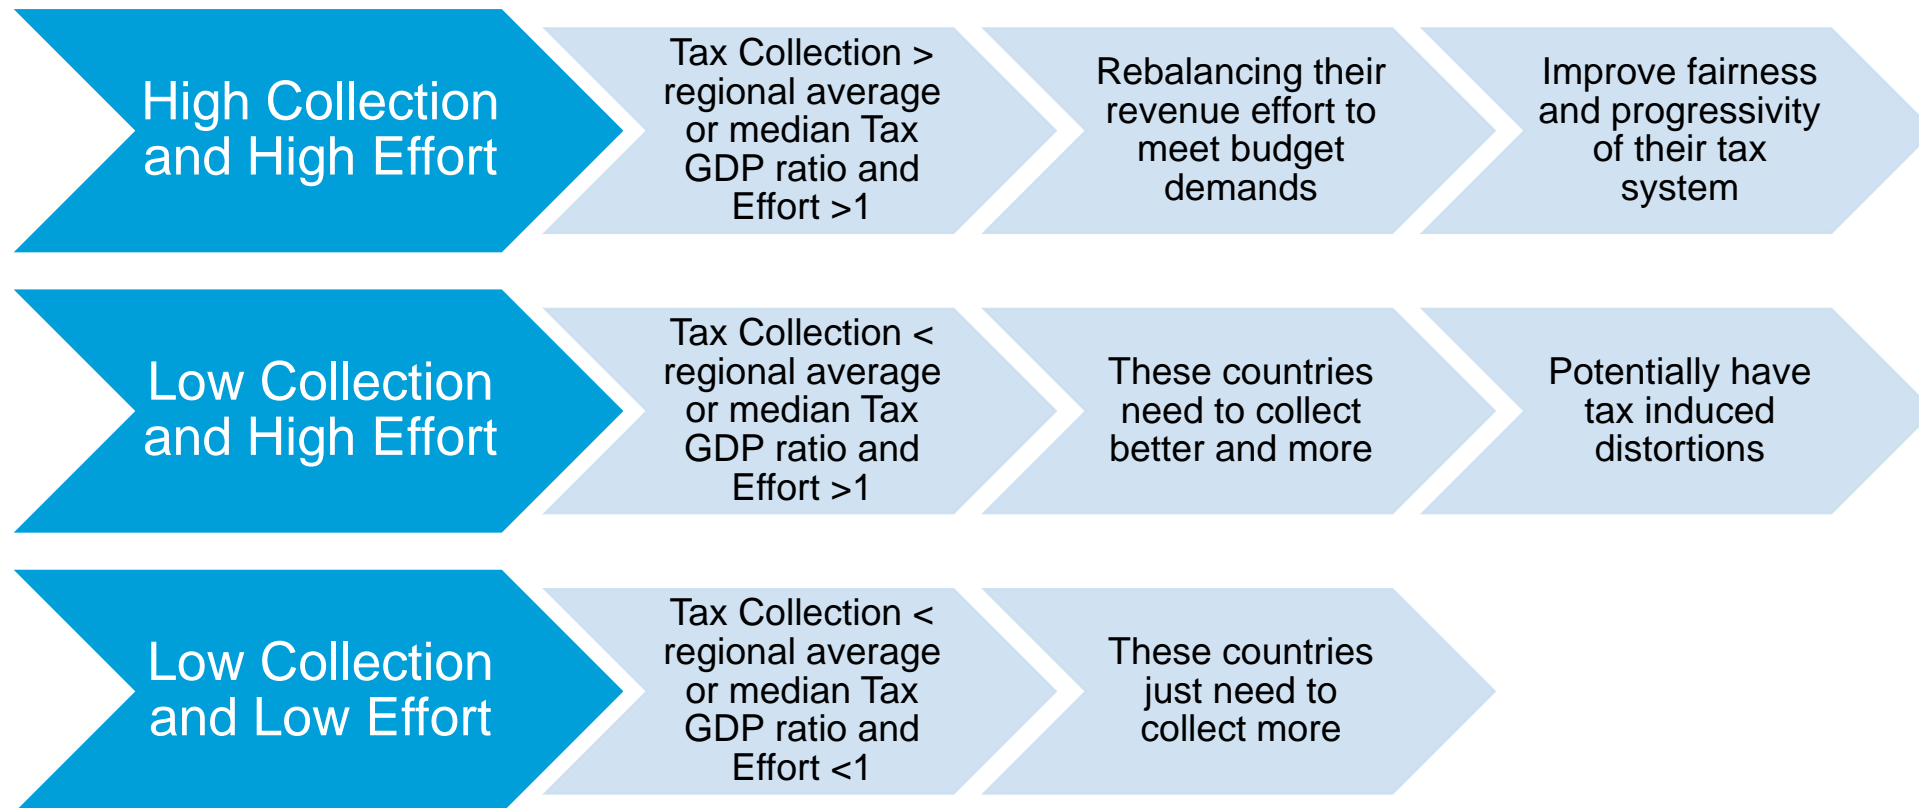 High Collection
and High Effort
Tax Collection >
regional average
or median Tax
GDP ratio and
Effort >1
Rebalancing their
revenue effort to
meet budget
demands
Improve fairness
and progressivity
of their tax
system
Low Collection
and High Effort
Tax Collection <
regional average
or median Tax
GDP ratio and
Effort >1
These countries
need to collect
better and more
Potentially have
tax induced
distortions
Low Collection
and Low Effort
Tax Collection <
regional average
or median Tax
GDP ratio and
Effort <1
These countries
just need to
collect more